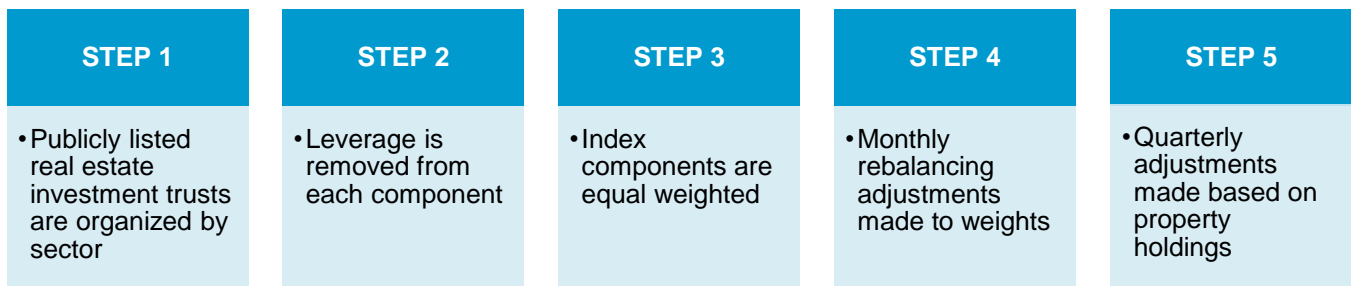 STEP 1
•Publicly listed
real estate
investment trusts
are organized by
sector
STEP 2
•Leverage is
removed from
each component
STEP 3
•Index
components are
equal weighted
STEP 4
•Monthly
rebalancing
adjustments
made to weights
STEP 5
•Quarterly
adjustments
made based on
property
holdings